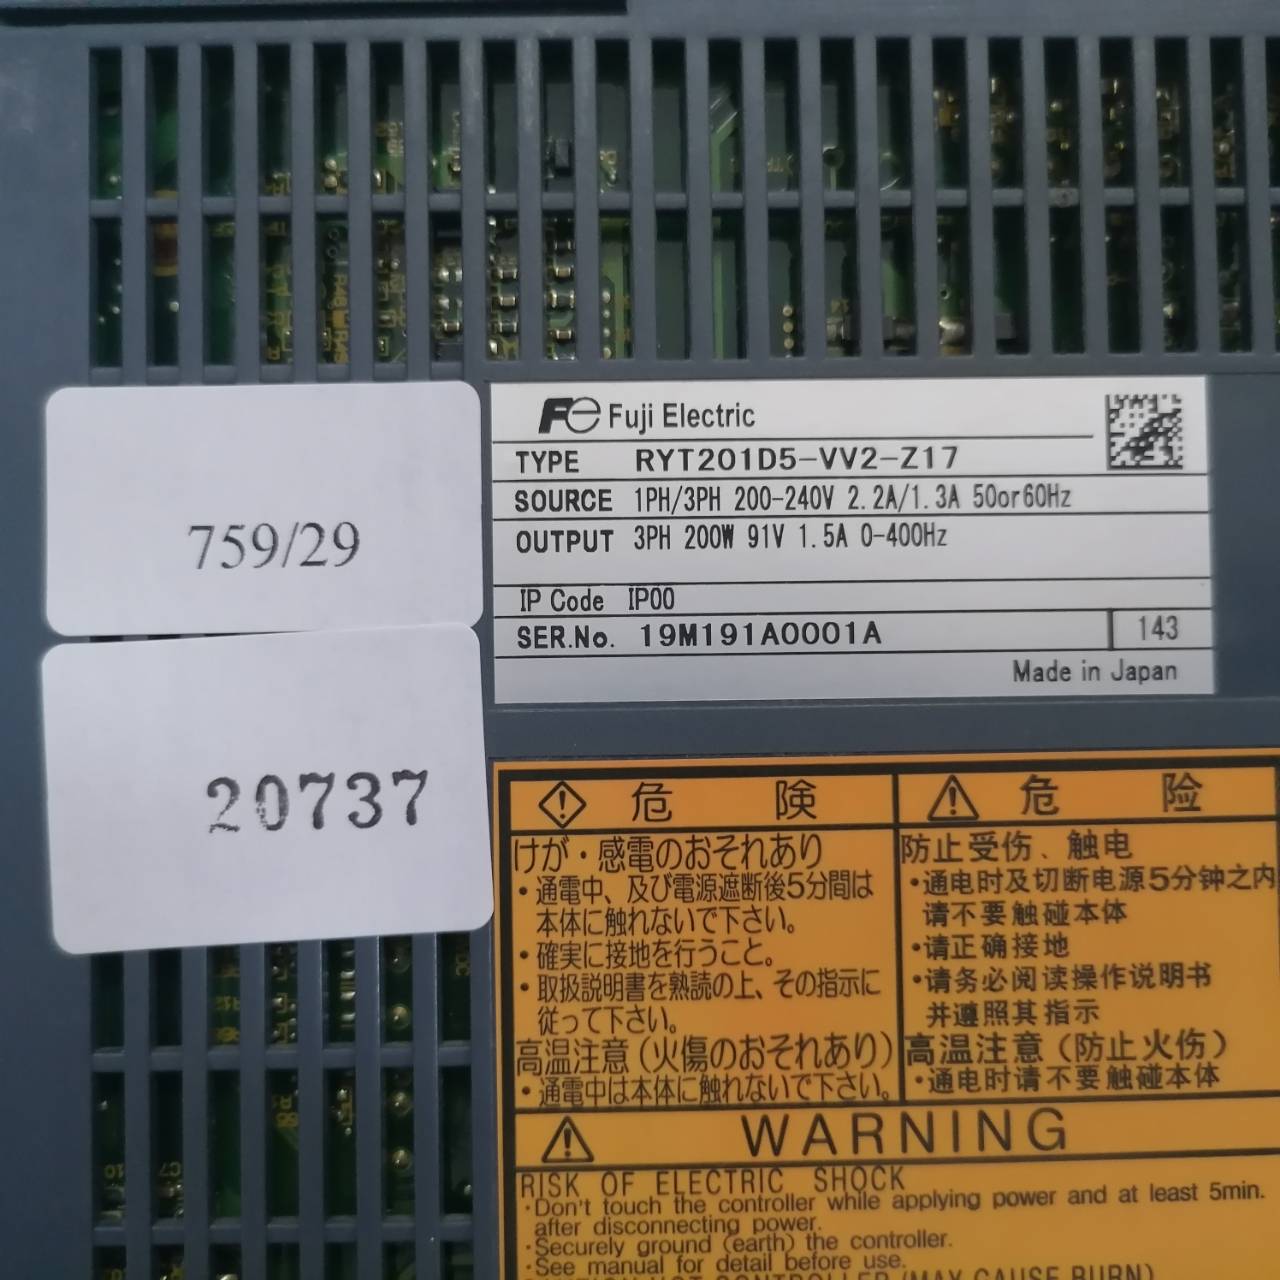 Fe Fuji Electric
TYPE RYT201D5-VV2-Z17
SOURCE 1PH/3PH 200-240V 2.2A/1.3A 50or60Hz
OUTPUT 3PH 200W 91V 1.5A 0-400Hz
IP Code IP00
SER.No. 19M191A0001A 143
Made in Japan
759/29
20737
危 険
けが・感電のおそれあり
・通電中、及び電源遮断後5分間は
本体に触れないで下さい。
・確実に接地を行うこと。
・取扱説明書を熟読の上、その指示に
従って下さい。
高温注意（火傷のおそれあり）
・通電中は本体に触れないで下さい。
危 险
防止受伤、触电
・通电时及切断电源5分钟之内
请不要触碰本体
・请正确接地
・请务必阅读操作说明书
并遵照其指示
高温注意（防止火伤）
・通电时请不要触碰本体
WARNING
RISK OF ELECTRIC SHOCK
·Don't touch the controller while applying power and at least 5min.
after disconnecting power.
·Securely ground (earth) the controller.
·See manual for detail before use.
HOT CONTROLLER (MAY CAUSE BURN)